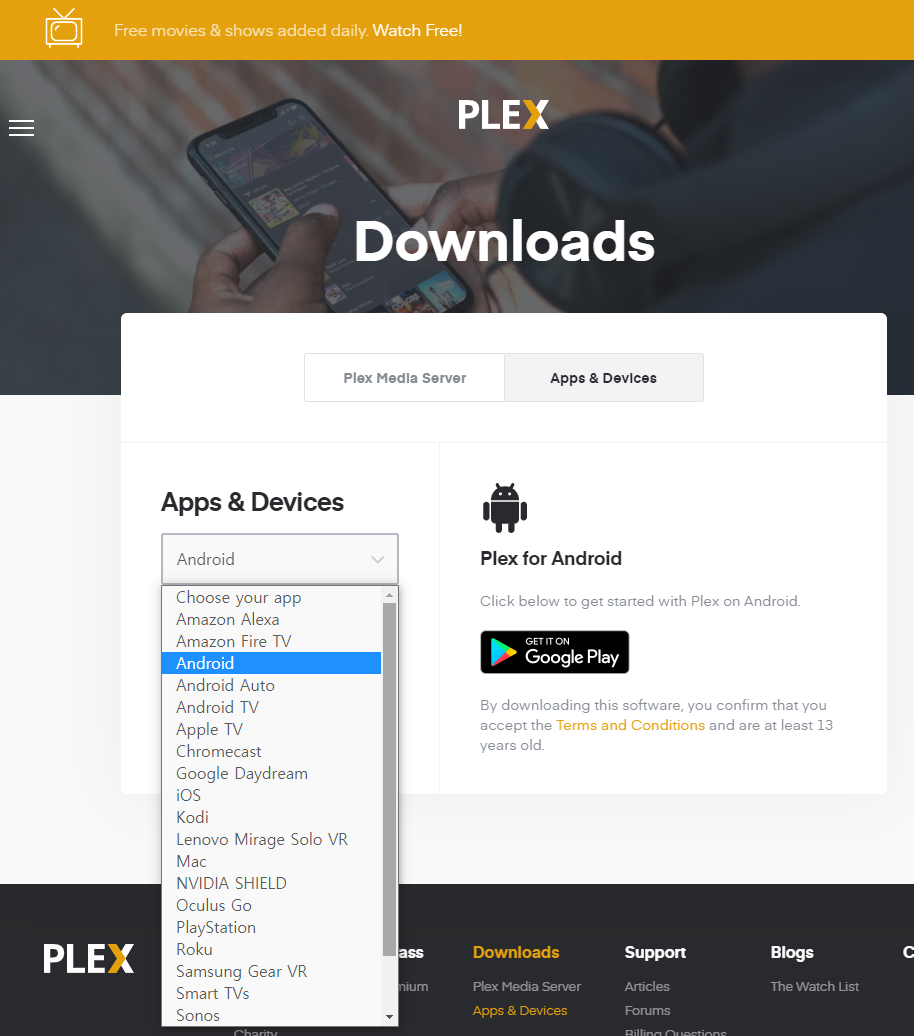 Free movies & shows added daily. Watch Free!
PLEX
Downloads
Plex Media Server
Apps & Devices
Apps & Devices
Android
Choose your app
Amazon Alexa
Amazon Fire TV
Android
Android Auto
Android TV
Apple TV
Chromecast
Google Daydream
iOS
Kodi
Lenovo Mirage Solo VR
Mac
NVIDIA SHIELD
Oculus Go
PlayStation
Roku
Samsung Gear VR
Smart TVs
Sonos
Plex for Android
Click below to get started with Plex on Android.
GET IT ON
Google Play
By downloading this software, you confirm that you
accept the Terms and Conditions and are at least 13
years old.
PLEX
ass
mium
Charity
Downloads
Plex Media Server
Apps & Devices
Support
Articles
Forums
Billing Questions
Blogs
The Watch List
C